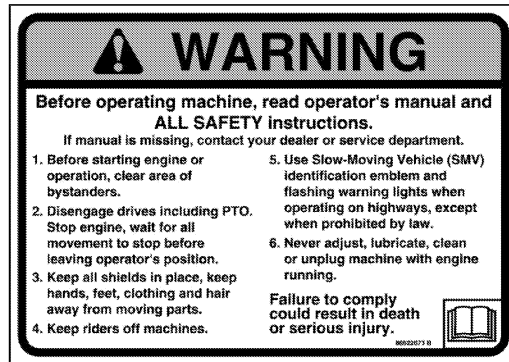 WARNING
Before operating machine, read operator's manual and
ALL SAFETY instructions.
If manual is missing, contact your dealer or service department.
1. Before starting engine or
operation, clear area of
bystanders.
2. Disengage drives including PTO.
Stop engine, wait for all
movement to stop before
leaving operator's position.
3. Keep all shields in place, keep
hands, feet, clothing and hair
away from moving parts.
4. Keep riders off machines.
5. Use Slow-Moving Vehicle (SMV)
identification emblem and
flashing warning lights when
operating on highways, except
when prohibited by law.
6. Never adjust, lubricate, clean
or unplug machine with engine
running.
Failure to comply
could result in death
or serious injury.